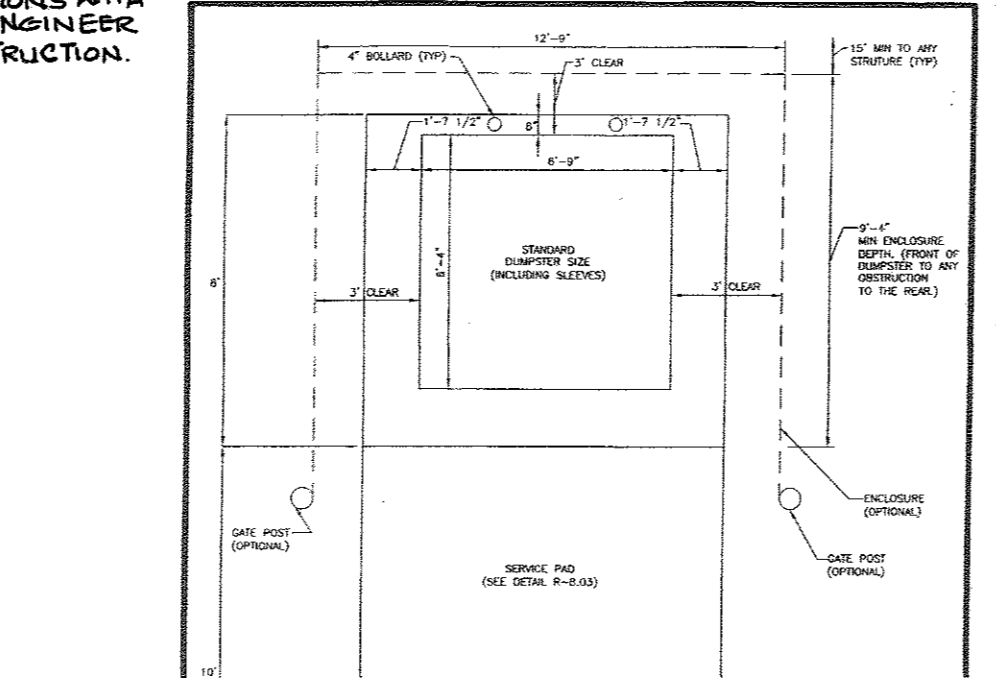 NGINEER
TRUCTION.
12'-9"
4" BOLLARD (TYP)
3' CLEAR
15' MIN TO ANY
STRUTURE (TYP)
1'-7 1/2"
8"
1'-7 1/2"
6'-9"
STANDARD
DUMPSTER SIZE
(INCLUDING SLEEVES)
6'-4"
8'
3' CLEAR
3' CLEAR
9'-4"
MIN ENCLOSURE
DEPTH. (FRONT OF
DUMPSTER TO ANY
OBSTRUCTION
TO THE REAR.)
GATE POST
(OPTIONAL)
ENCLOSURE
(OPTIONAL)
GATE POST
(OPTIONAL)
SERVICE PAD
(SEE DETAIL R-8.03)
10'